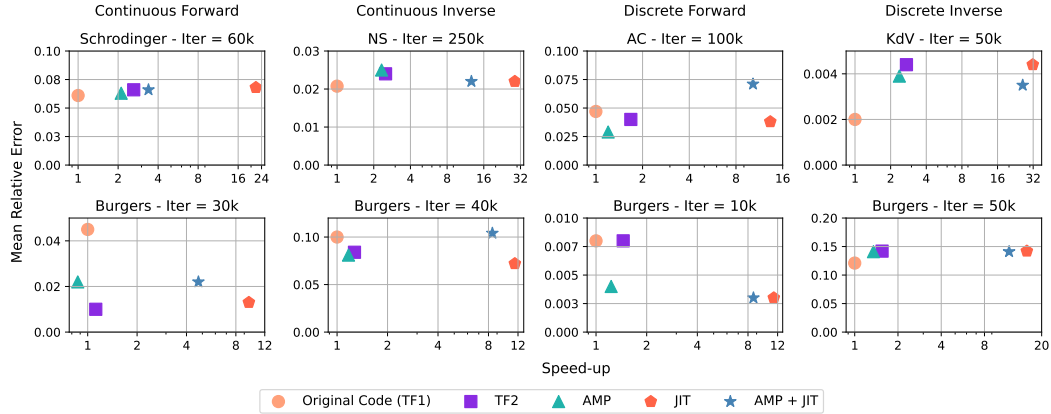 Continuous Forward
Continuous Inverse
Discrete Forward
Discrete Inverse
Mean Relative Error
Schrodinger - Iter = 60k
0.10
0.08
0.05
0.03
0.00
1 2 4 8 16 24
NS - Iter = 250k
0.03
0.02
0.01
0.00
1 2 4 8 16 32
AC - Iter = 100k
0.100
0.075
0.050
0.025
0.000
1 2 4 8 16
KdV - Iter = 50k
0.004
0.002
0.000
1 2 4 8 16 32
Burgers - Iter = 30k
0.04
0.02
0.00
1 2 4 8 12
Burgers - Iter = 40k
0.10
0.05
0.00
1 2 4 8 12
Burgers - Iter = 10k
0.010
0.007
0.005
0.003
0.000
1 2 4 8 12
Burgers - Iter = 50k
0.20
0.15
0.10
0.05
0.00
1 2 4 8 20
Speed-up
Original Code (TF1) TF2 AMP JIT AMP + JIT